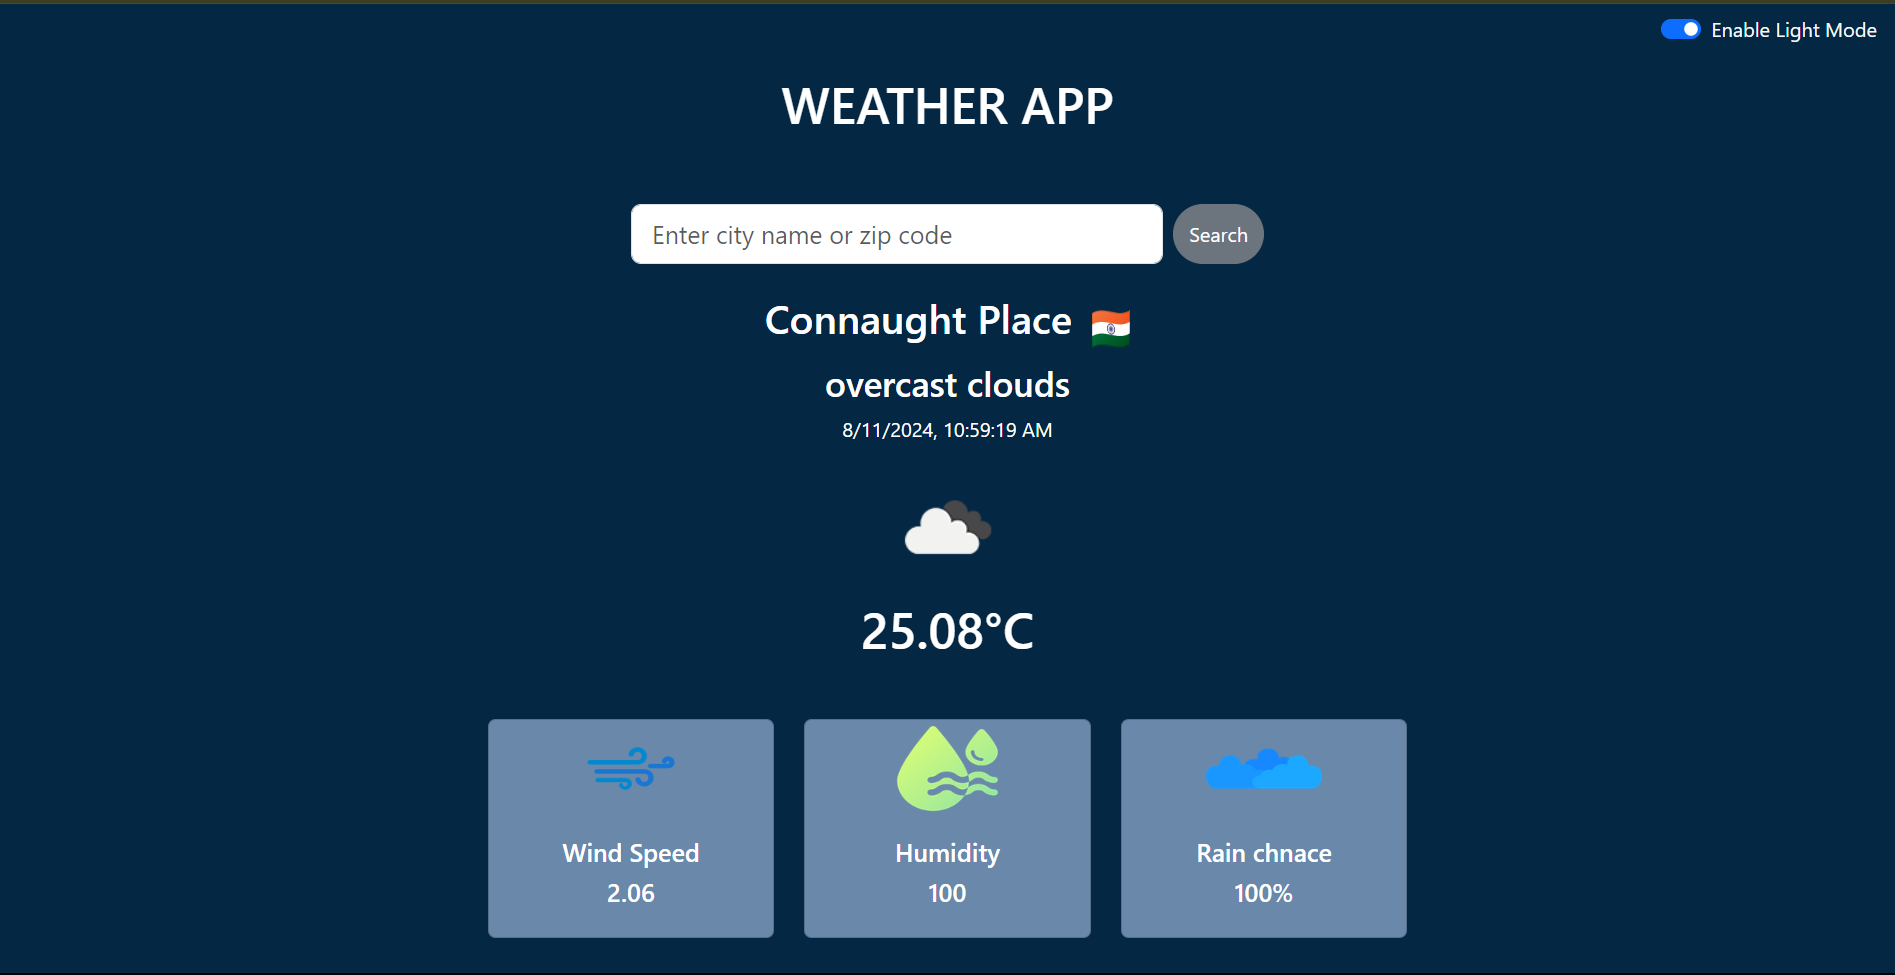 Enable Light Mode
WEATHER APP
Enter city name or zip code
Search
Connaught Place
overcast clouds
8/11/2024, 10:59:19 AM
25.08°C
Wind Speed
2.06
Humidity
100
Rain chnace
100%